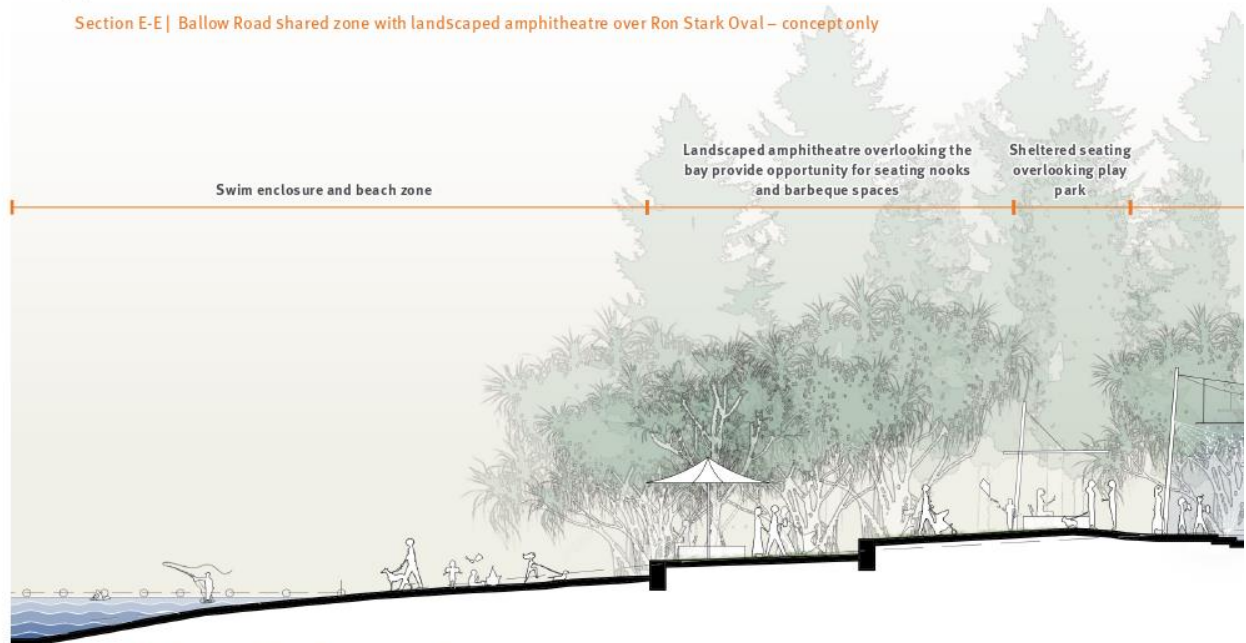 Section E-E | Ballow Road shared zone with landscaped amphitheatre over Ron Stark Oval – concept only
Swim enclosure and beach zone
Landscaped amphitheatre overlooking the
bay provide opportunity for seating nooks
and barbeque spaces
Sheltered seating
overlooking play
park